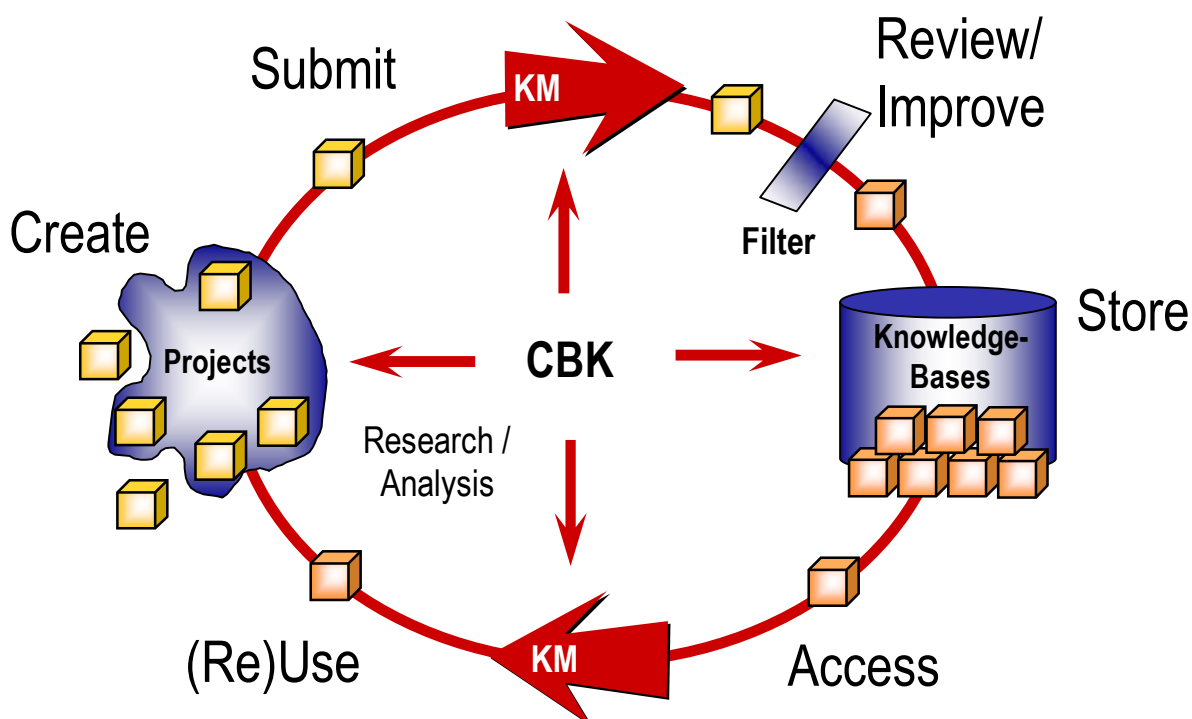 Submit
KM
Review/
Improve
Create
Filter
Store
Projects
CBK
Knowledge-
Bases
Research /
Analysis
(Re)Use
KM
Access